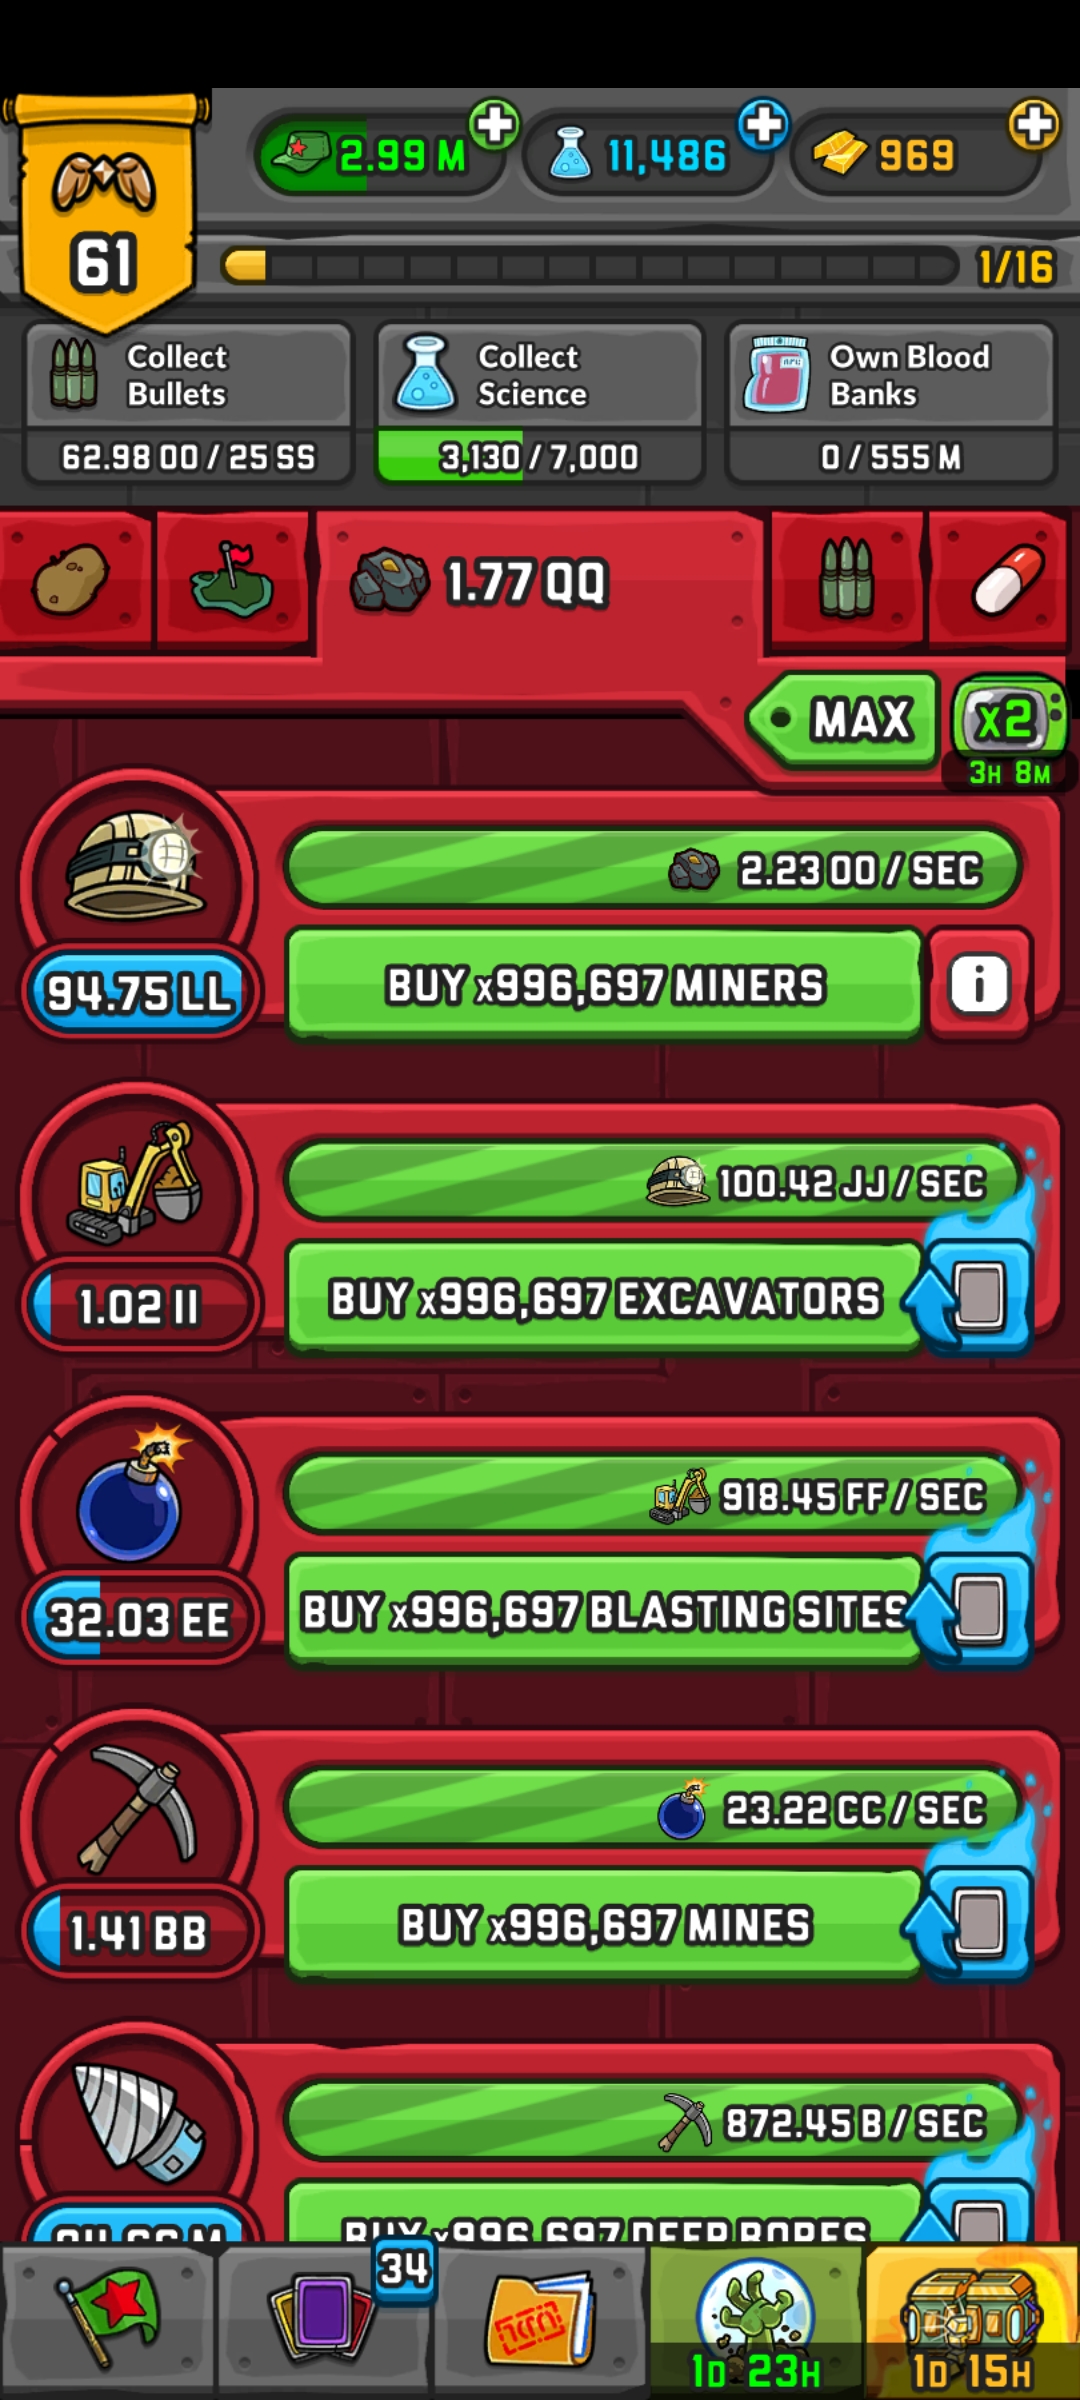 2.99 M
11,486
969
61
1/16
Collect
Bullets
62.98 OO / 25 SS
Collect
Science
3,130 / 7,000
Own Blood
Banks
0 / 555 M
1.77 QQ
MAX
x2
3H 8M
2.23 OO / SEC
94.75 LL
BUY x996,697 MINERS
i
100.42 JJ / SEC
1.02 II
BUY x996,697 EXCAVATORS
918.45 FF / SEC
32.03 EE
BUY x996,697 BLASTING SITES
23.22 CC / SEC
1.41 BB
BUY x996,697 MINES
872.45 B / SEC
BUY x996,697 DEEP BORES
34
1D 23H
1D 15H